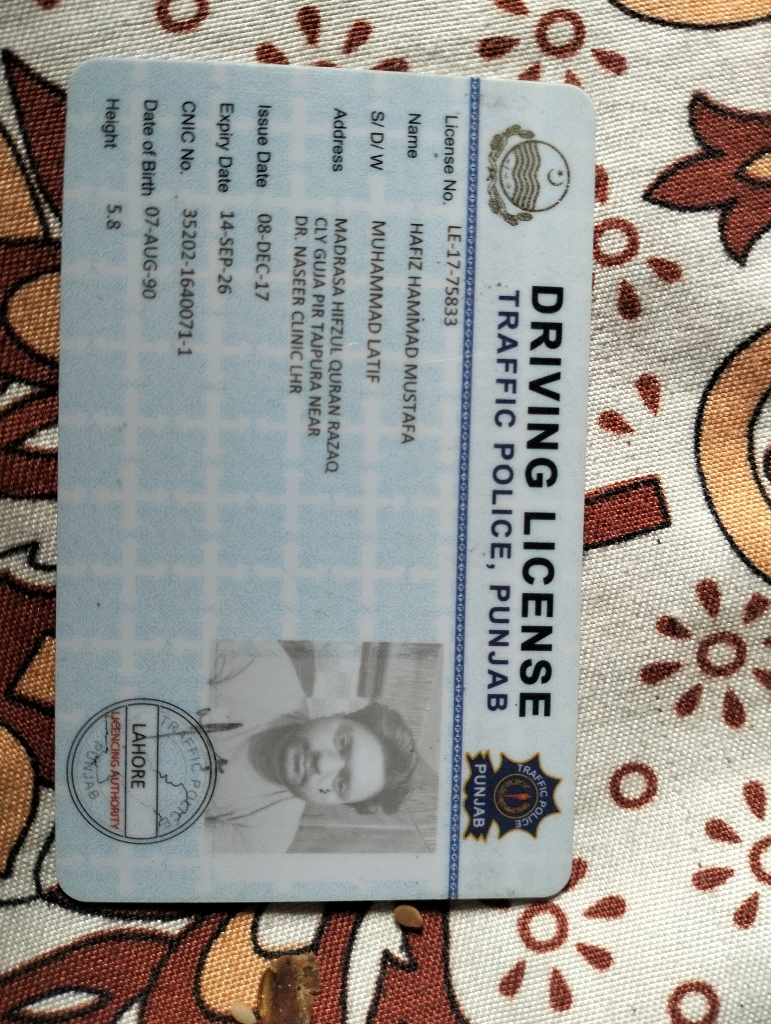 DRIVING LICENSE
TRAFFIC POLICE, PUNJAB
TRAFFIC POLICE
PUNJAB
License No. LE-17-75833
Name HAFIZ HAMMAD MUSTAFA
S/ D/ W MUHAMMAD LATIF
Address MADRASA HIFZUL QURAN RAZAQ
CLY GUJA PIR TAJPURA NEAR
DR. NASEER CLINIC LHR
Issue Date 08-DEC-17
Expiry Date 14-SEP-26
CNIC No. 35202-1640071-1
Date of Birth 07-AUG-90
Height 5.8
TRAFFIC POLICE
LAHORE
LICENCING AUTHORITY
PUNJAB